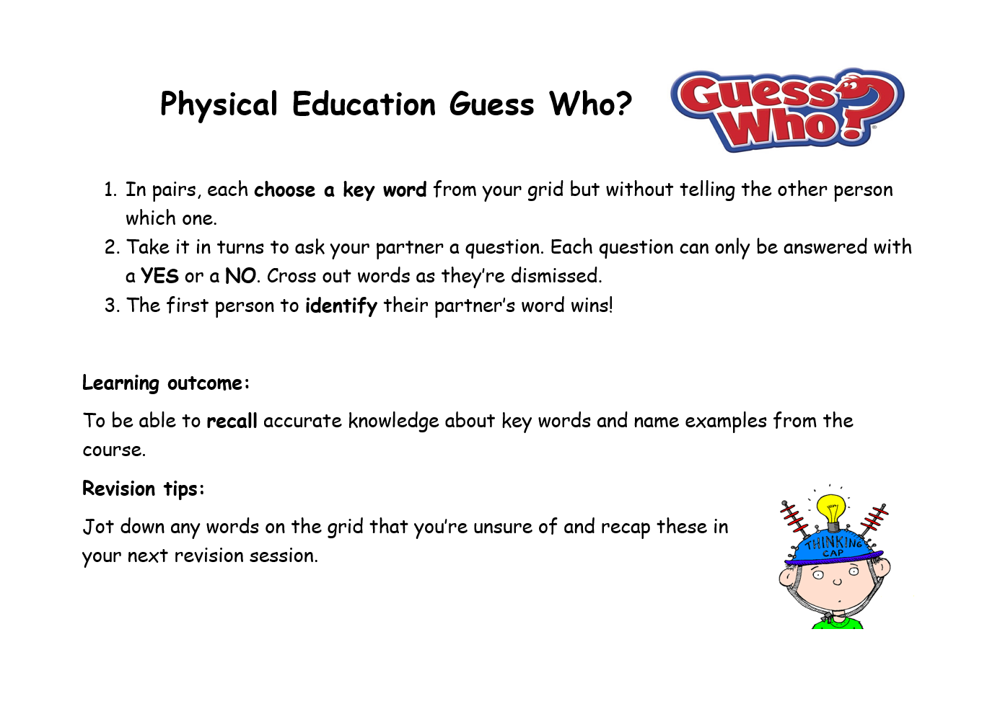 Physical Education Guess Who?
Guess
Who?
®
1. In pairs, each choose a key word from your grid but without telling the other person
which one.
2. Take it in turns to ask your partner a question. Each question can only be answered with
a YES or a NO. Cross out words as they’re dismissed.
3. The first person to identify their partner’s word wins!
Learning outcome:
To be able to recall accurate knowledge about key words and name examples from the
course.
Revision tips:
Jot down any words on the grid that you’re unsure of and recap these in
your next revision session.
THINKING
CAP